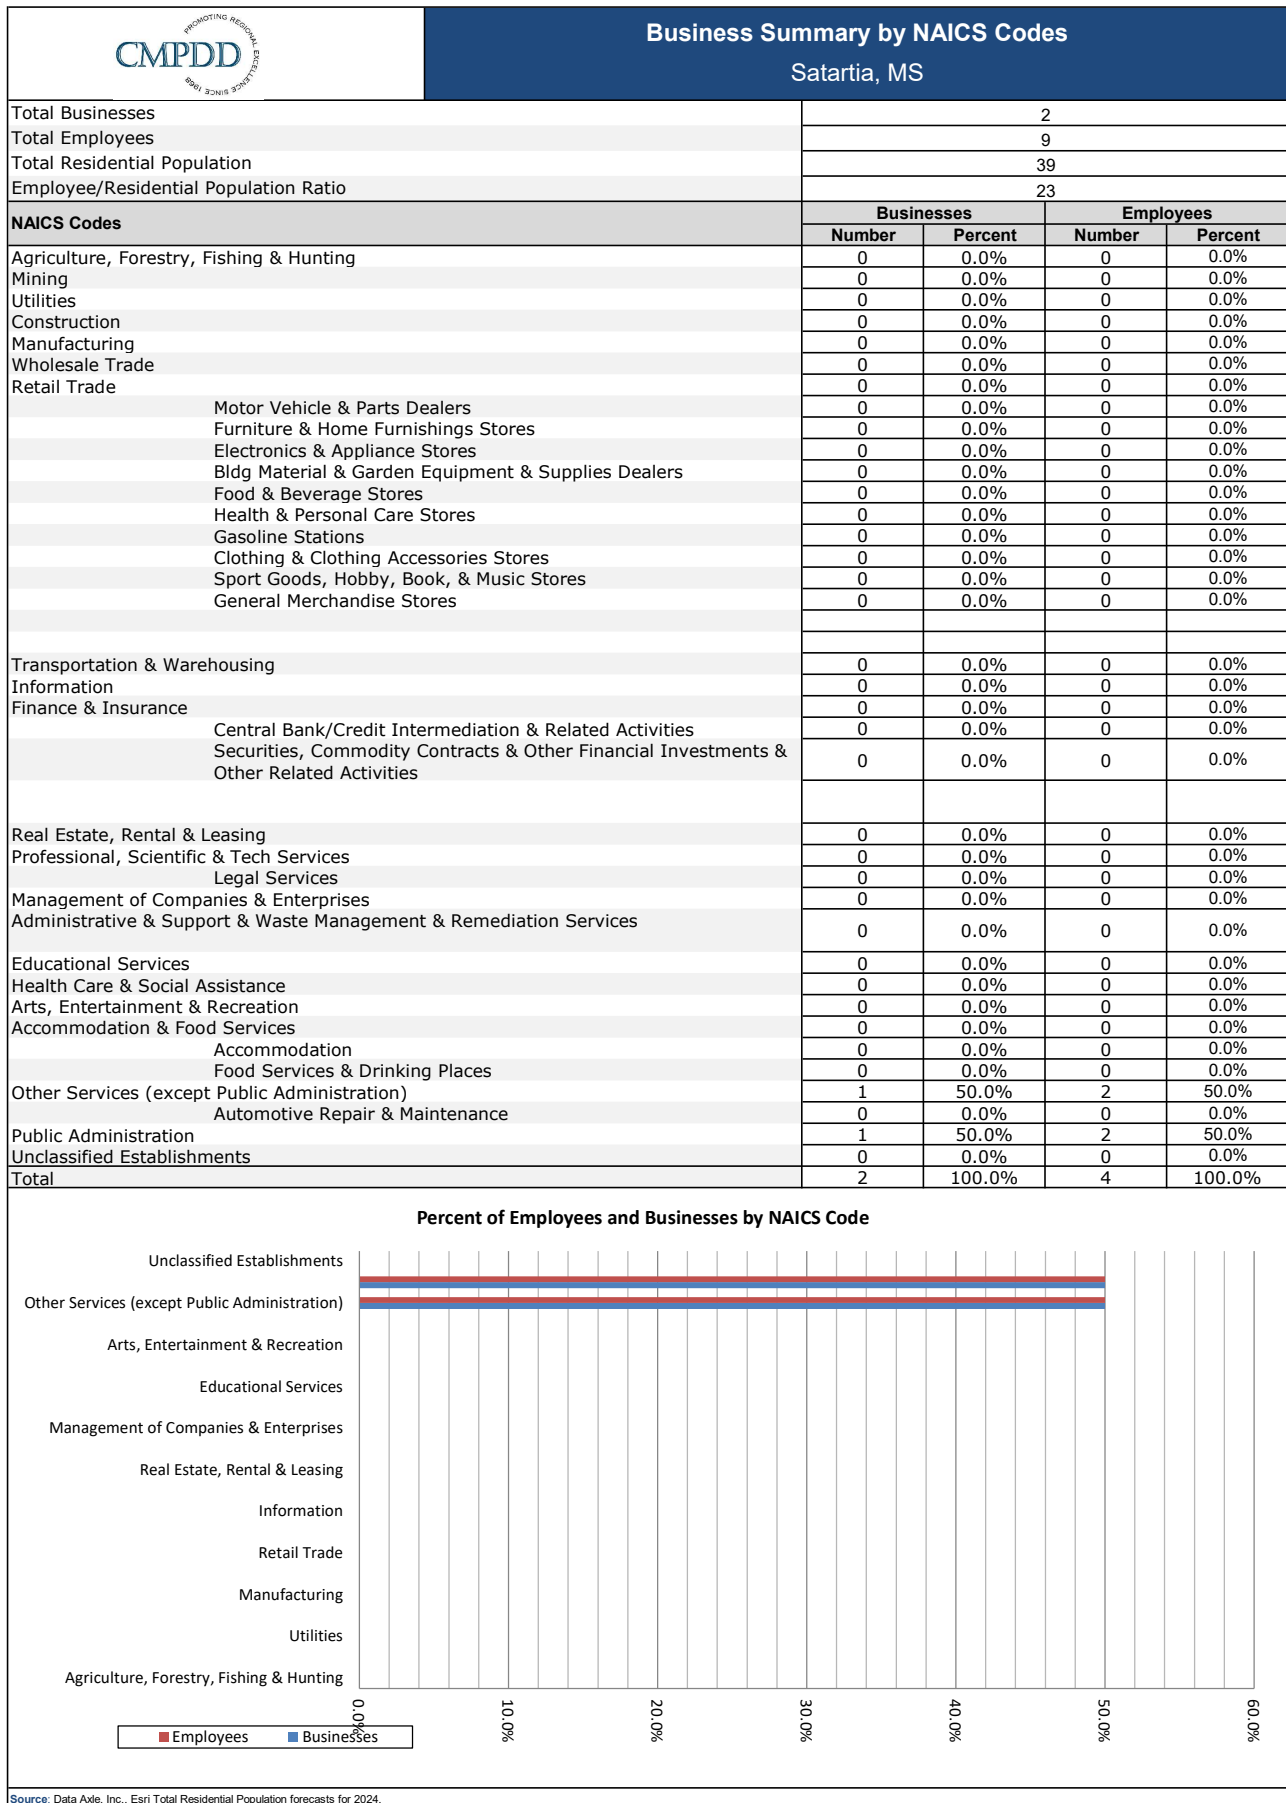 PROMOTING REGIONAL EXCELLENCE SINCE 1968
CMPDD
Business Summary by NAICS Codes
Satartia, MS
Total Businesses 2
Total Employees 9
Total Residential Population 39
Employee/Residential Population Ratio 23
NAICS Codes Businesses Employees
Number Percent Number Percent
Agriculture, Forestry, Fishing & Hunting 0 0.0% 0 0.0%
Mining 0 0.0% 0 0.0%
Utilities 0 0.0% 0 0.0%
Construction 0 0.0% 0 0.0%
Manufacturing 0 0.0% 0 0.0%
Wholesale Trade 0 0.0% 0 0.0%
Retail Trade 0 0.0% 0 0.0%
Motor Vehicle & Parts Dealers 0 0.0% 0 0.0%
Furniture & Home Furnishings Stores 0 0.0% 0 0.0%
Electronics & Appliance Stores 0 0.0% 0 0.0%
Bldg Material & Garden Equipment & Supplies Dealers 0 0.0% 0 0.0%
Food & Beverage Stores 0 0.0% 0 0.0%
Health & Personal Care Stores 0 0.0% 0 0.0%
Gasoline Stations 0 0.0% 0 0.0%
Clothing & Clothing Accessories Stores 0 0.0% 0 0.0%
Sport Goods, Hobby, Book, & Music Stores 0 0.0% 0 0.0%
General Merchandise Stores 0 0.0% 0 0.0%
Transportation & Warehousing 0 0.0% 0 0.0%
Information 0 0.0% 0 0.0%
Finance & Insurance 0 0.0% 0 0.0%
Central Bank/Credit Intermediation & Related Activities 0 0.0% 0 0.0%
Securities, Commodity Contracts & Other Financial Investments &
Other Related Activities 0 0.0% 0 0.0%
Real Estate, Rental & Leasing 0 0.0% 0 0.0%
Professional, Scientific & Tech Services 0 0.0% 0 0.0%
Legal Services 0 0.0% 0 0.0%
Management of Companies & Enterprises 0 0.0% 0 0.0%
Administrative & Support & Waste Management & Remediation Services 0 0.0% 0 0.0%
Educational Services 0 0.0% 0 0.0%
Health Care & Social Assistance 0 0.0% 0 0.0%
Arts, Entertainment & Recreation 0 0.0% 0 0.0%
Accommodation & Food Services 0 0.0% 0 0.0%
Accommodation 0 0.0% 0 0.0%
Food Services & Drinking Places 0 0.0% 0 0.0%
Other Services (except Public Administration) 1 50.0% 2 50.0%
Automotive Repair & Maintenance 0 0.0% 0 0.0%
Public Administration 1 50.0% 2 50.0%
Unclassified Establishments 0 0.0% 0 0.0%
Total 2 100.0% 4 100.0%
Percent of Employees and Businesses by NAICS Code
Unclassified Establishments
Other Services (except Public Administration)
Arts, Entertainment & Recreation
Educational Services
Management of Companies & Enterprises
Real Estate, Rental & Leasing
Information
Retail Trade
Manufacturing
Utilities
Agriculture, Forestry, Fishing & Hunting
0.0% 10.0% 20.0% 30.0% 40.0% 50.0% 60.0%
Employees Businesses
Source: Data Axle, Inc., Esri Total Residential Population forecasts for 2024.